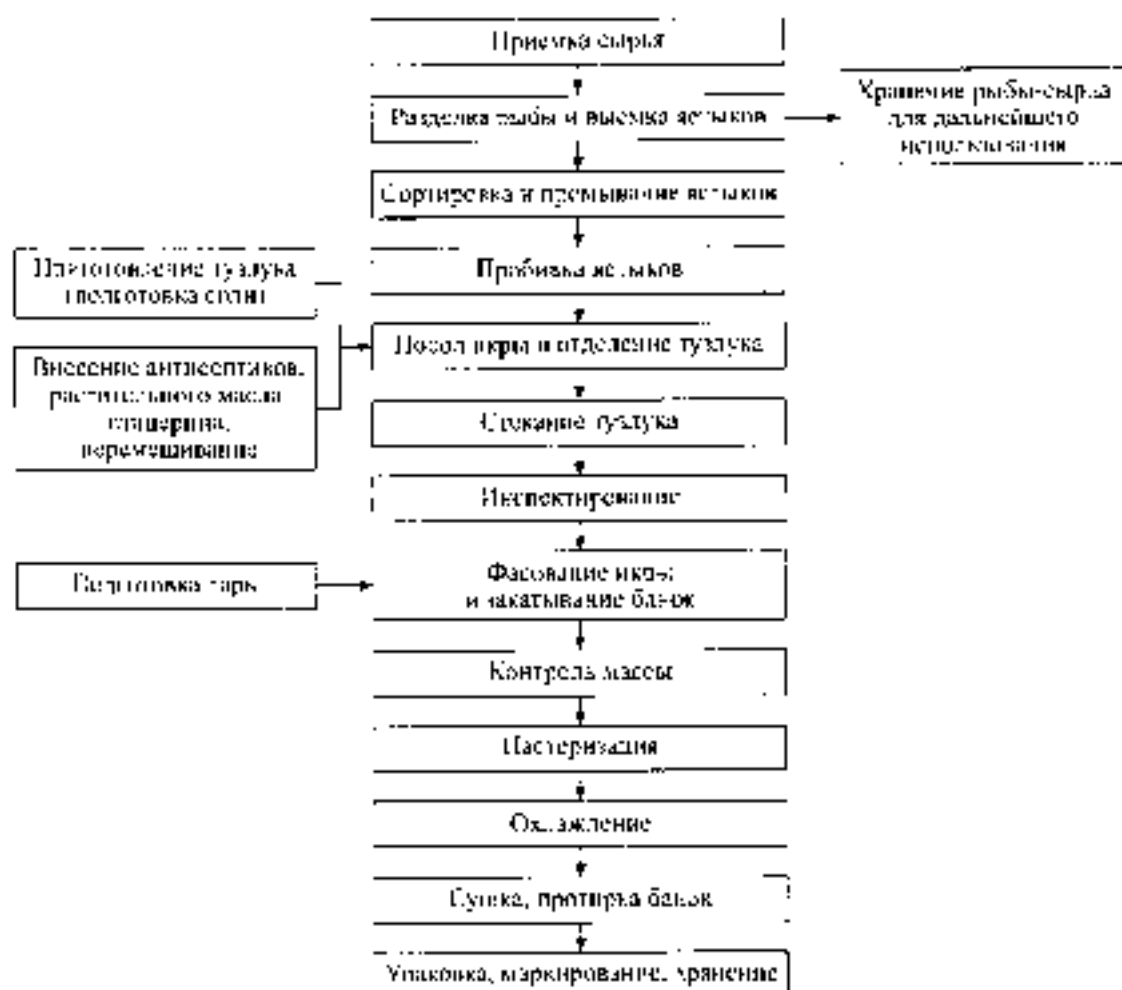 Приемка сырья
Разделка рыбы и выемка ястыков
Хранение рыбы-сырца
для дальнейшего
использования
Сортировка и промывание ястыков
Пробивка ястыков
Приготовление тузлука
(подготовка соли)
Посол икры и отделение тузлука
Внесение антисептиков,
растительного масла
глицерина,
перемешивание
Стекание тузлука
Инспектирование
Подготовка тары
Фасование икры
и закатывание банок
Контроль массы
Пастеризация
Охлаждение
Сушка, протирка банок
Упаковка, маркирование, хранение